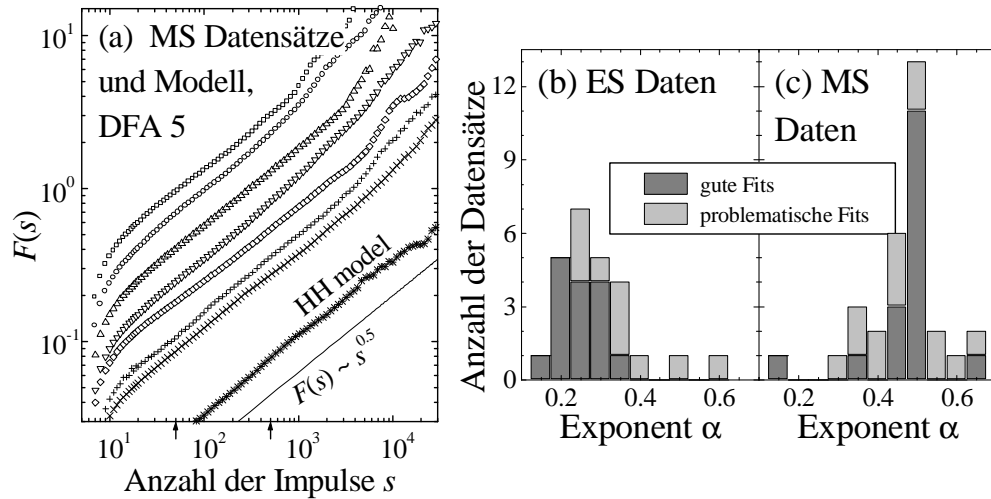 (a) MS Datensätze
und Modell,
DFA 5
HH model
F(s) ~ s^0.5
F(s)
10^1
10^0
10^-1
10^1 10^2 10^3 10^4
Anzahl der Impulse s
(b) ES Daten
(c) MS
Daten
gute Fits
problematische Fits
Anzahl der Datensätze
12
9
6
3
0
0.2 0.4 0.6
0.2 0.4 0.6
Exponent α
Exponent α